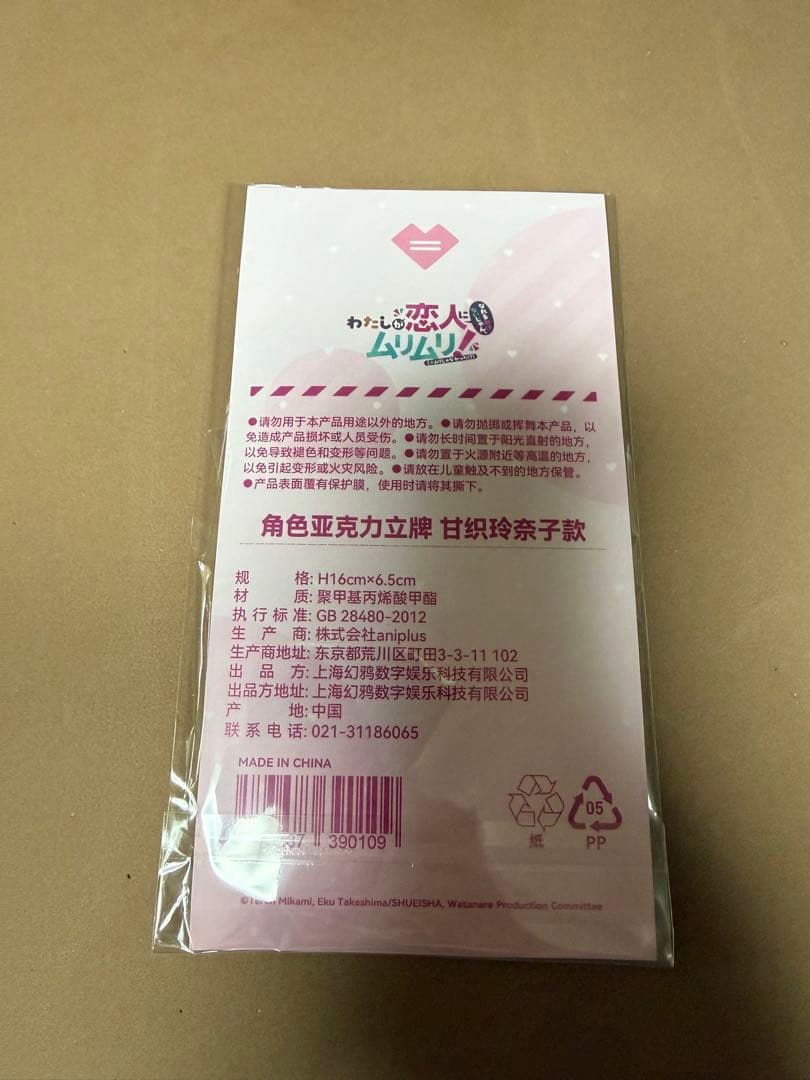 わたしが恋人に
なれるわけ
ないじゃん、
ムリムリ！
(※ムリじゃなかった!?)
●请勿用于本产品用途以外的地方。●请勿抛掷或挥舞本产品，以
免造成产品损坏或人员受伤。●请勿长时间置于阳光直射的地方，
以免导致褪色和变形等问题。●请勿置于火源附近等高温的地方，
以免引起变形或火灾风险。●请放在儿童触及不到的地方保管。
●产品表面覆有保护膜，使用时请将其撕下。
角色亚克力立牌 甘织玲奈子款
规 格: H16cm×6.5cm
材 质: 聚甲基丙烯酸甲酯
执行标准: GB 28480-2012
生 产 商: 株式会社aniplus
生产商地址: 东京都荒川区町田3-3-11 102
出 品 方: 上海幻鸦数字娱乐科技有限公司
出品方地址: 上海幻鸦数字娱乐科技有限公司
产 地: 中国
联系电话: 021-31186065
MADE IN CHINA
390109
纸
05
PP
©Teren Mikami, Eku Takeshima/SHUEISHA, Watanare Production Committee